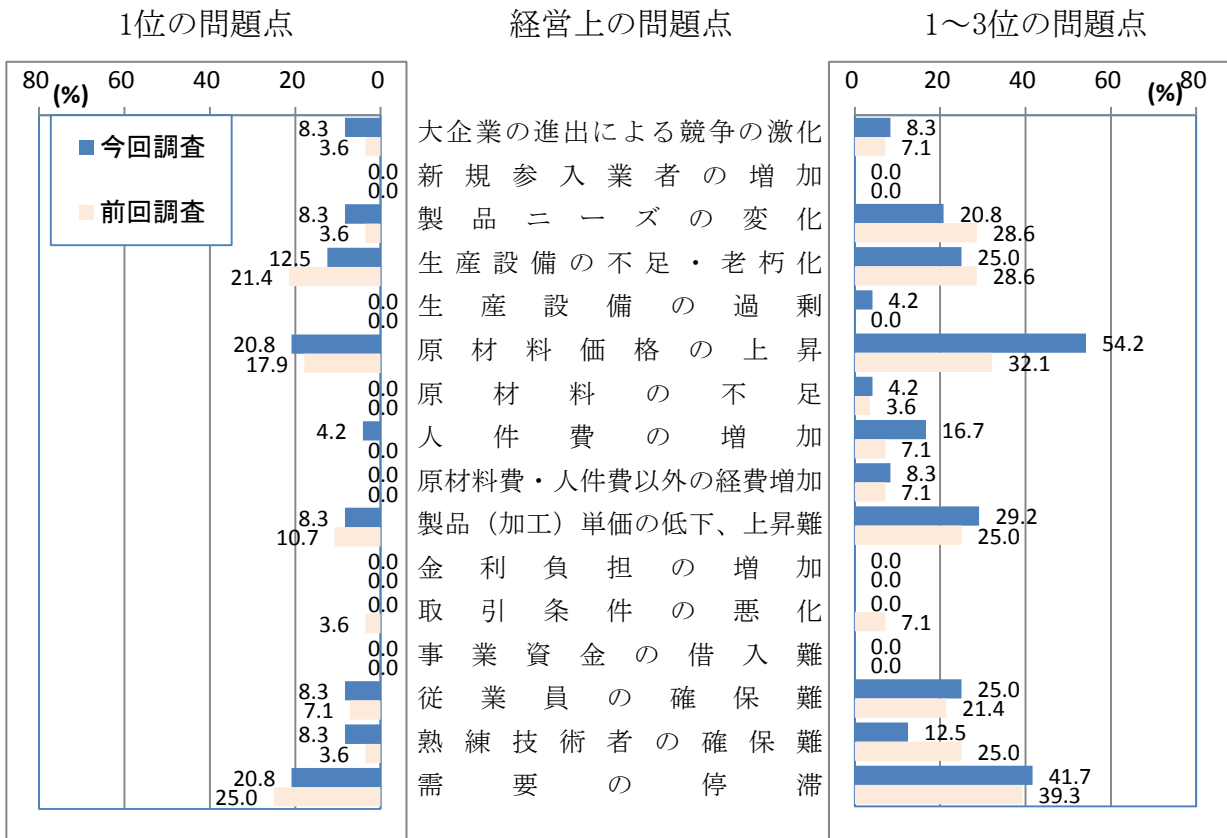 1位の問題点 経営上の問題点 1～3位の問題点
80 60 40 20 0 0 20 40 60 80
(%) (%)
今回調査
前回調査
8.3 大企業の進出による競争の激化 8.3
3.6 7.1
0.0 新規参入業者の増加 0.0
0.0 0.0
8.3 製品ニーズの変化 20.8
3.6 28.6
12.5 生産設備の不足・老朽化 25.0
21.4 28.6
0.0 生産設備の過剰 4.2
0.0 0.0
20.8 原材料価格の上昇 54.2
17.9 32.1
0.0 原材料の不足 4.2
0.0 3.6
4.2 人件費の増加 16.7
0.0 7.1
0.0 原材料費・人件費以外の経費増加 8.3
0.0 7.1
8.3 製品（加工）単価の低下、上昇難 29.2
10.7 25.0
0.0 金利負担の増加 0.0
0.0 0.0
0.0 取引条件の悪化 0.0
3.6 7.1
0.0 事業資金の借入難 0.0
0.0 0.0
8.3 従業員の確保難 25.0
7.1 21.4
8.3 熟練技術者の確保難 12.5
3.6 25.0
20.8 需要の停滞 41.7
25.0 39.3